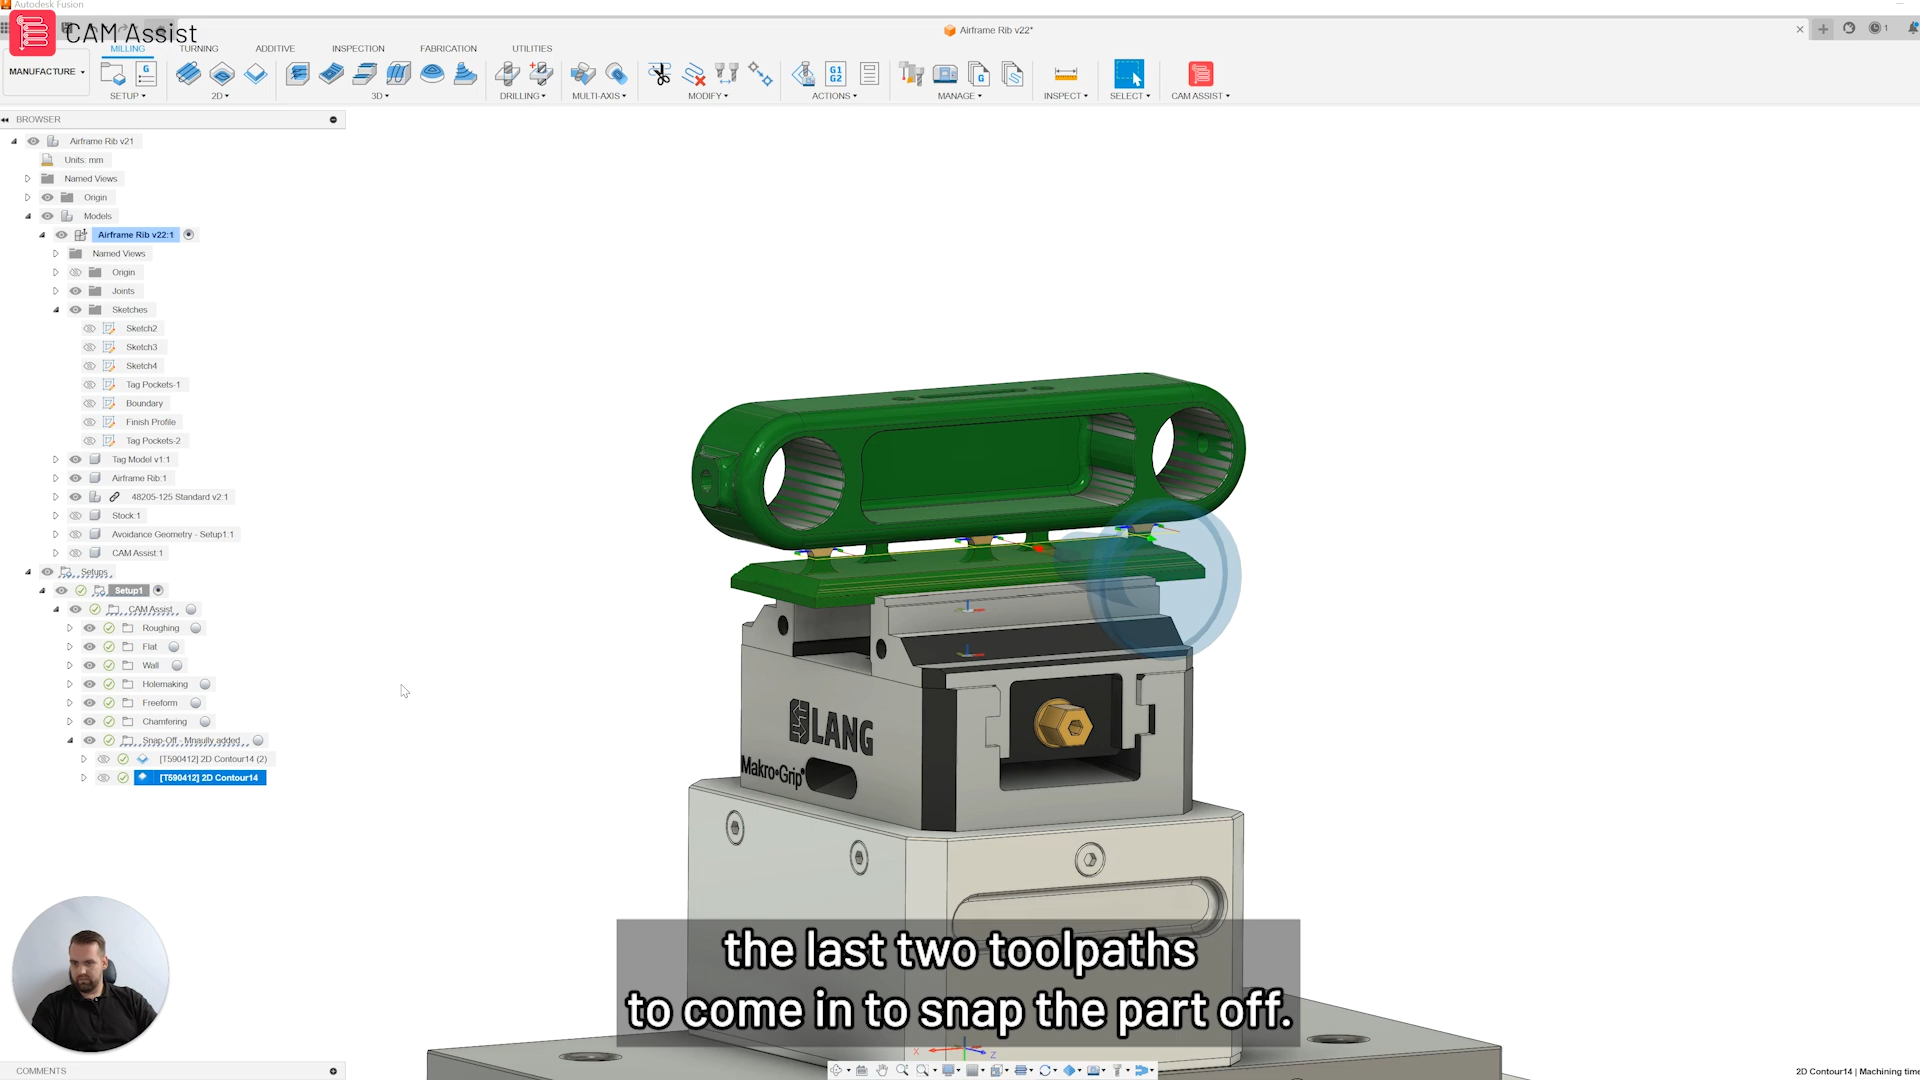 Autodesk Fusion
CAM Assist
Airframe Rib v22*
1
MILLING
TURNING
ADDITIVE
INSPECTION
FABRICATION
UTILITIES
MANUFACTURE
G
G1
G2
G
SETUP
2D
3D
DRILLING
MULTI-AXIS
MODIFY
ACTIONS
MANAGE
INSPECT
SELECT
CAM ASSIST
BROWSER
Airframe Rib v21
Units: mm
Named Views
Origin
Models
Airframe Rib v22:1
Named Views
Origin
Joints
Sketches
Sketch2
Sketch3
Sketch4
Tag Pockets-1
Boundary
Finish Profile
Tag Pockets-2
Tag Model v1:1
Airframe Rib:1
48205-125 Standard v2:1
Stock:1
Avoidance Geometry - Setup1:1
CAM Assist:1
Setups
Setup1
CAM Assist
Roughing
Flat
Wall
Holemaking
Freeform
Chamfering
Snap-Off - Mnaully added
[T590412] 2D Contour14 (2)
[T590412] 2D Contour14
LANG
Makro•Grip®
the last two toolpaths
to come in to snap the part off.
X
Z
COMMENTS
2D Contour14 | Machining time